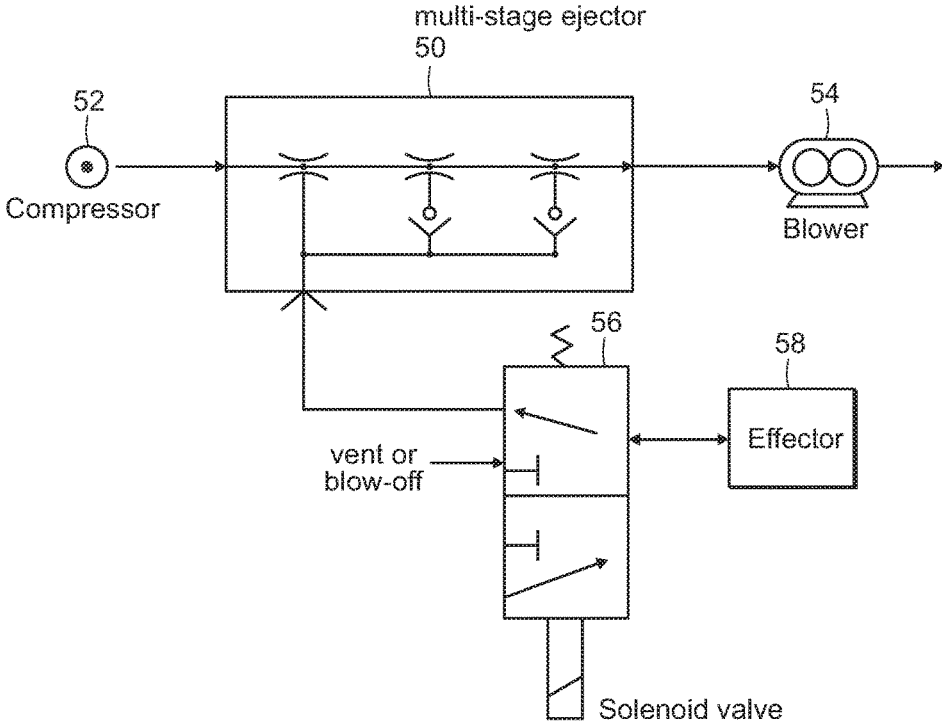 multi-stage ejector
50
52
54
Compressor
Blower
56
58
Effector
vent or
blow-off
Solenoid valve